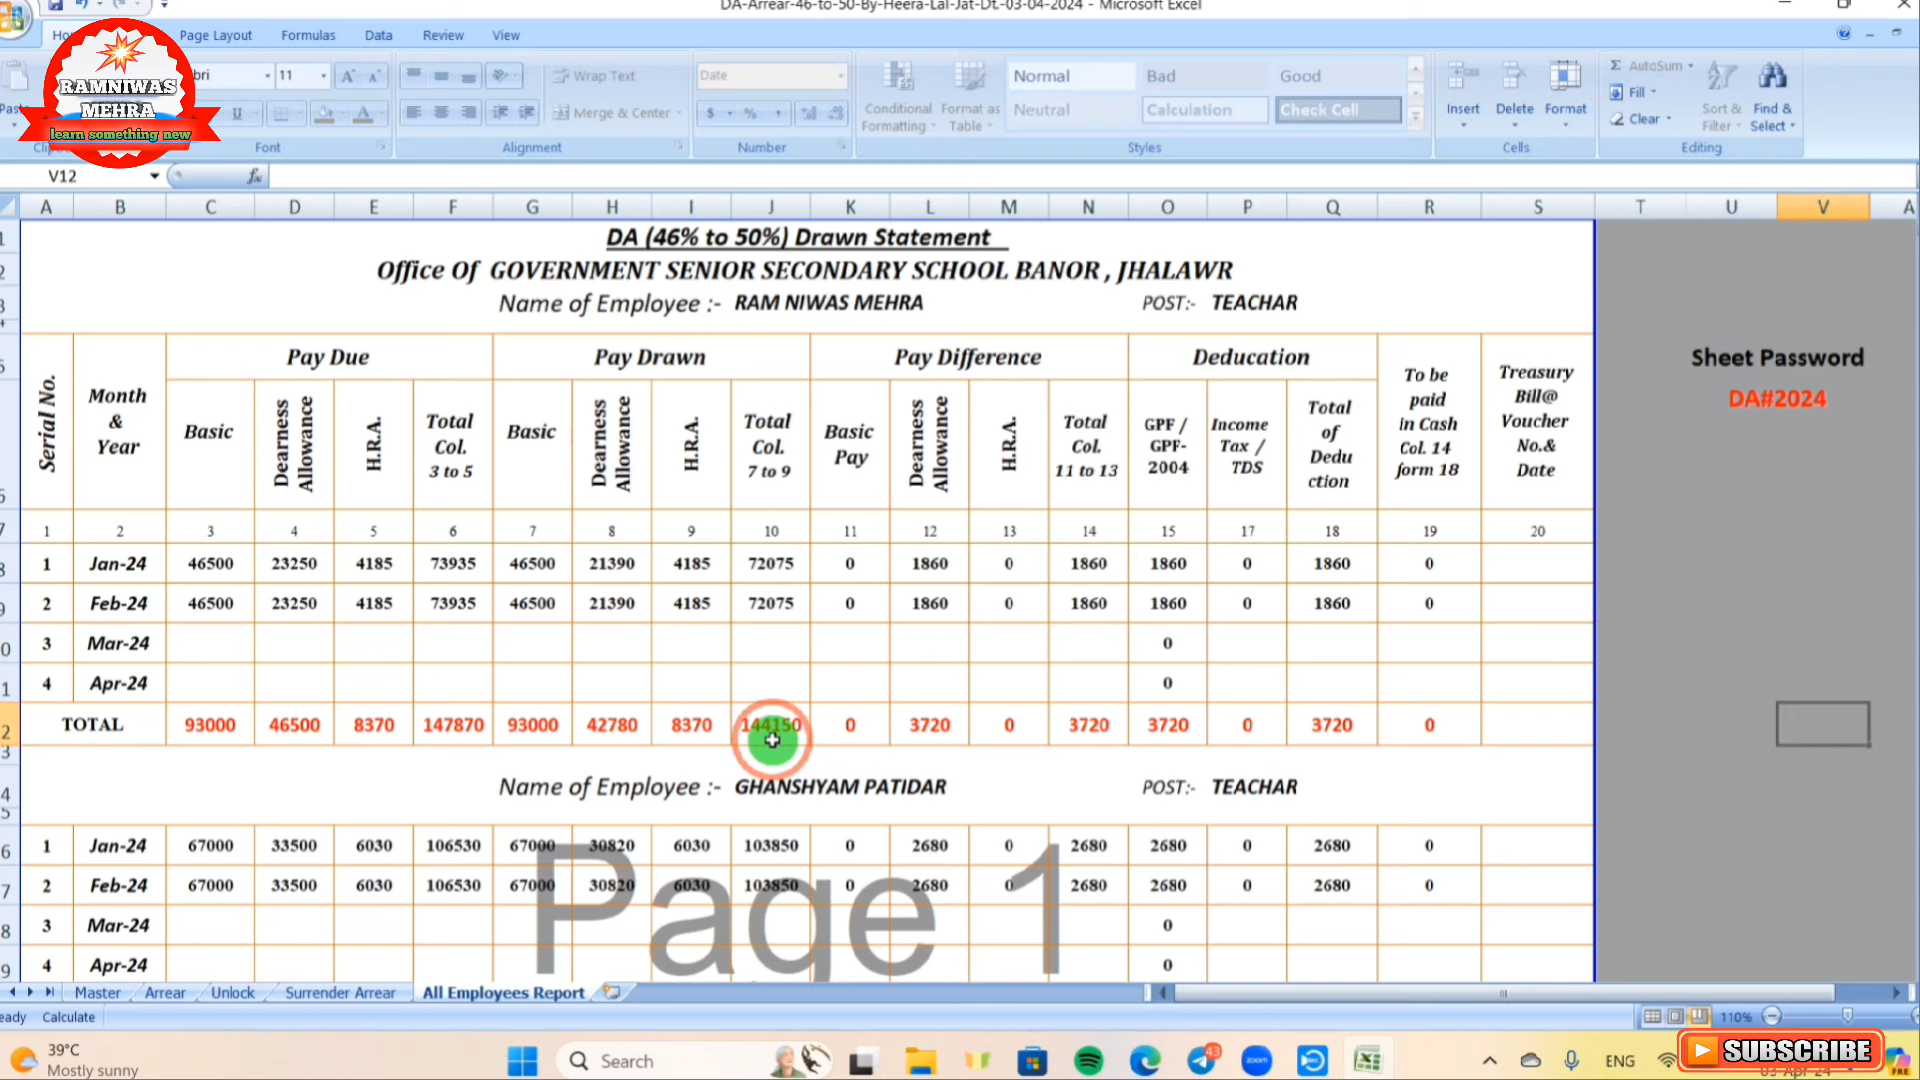 DA-Arrear-46-to-50-By-Heera-Lal-Jat-Dt.-03-04-2024 - Microsoft Excel
Page Layout Formulas Data Review View
RAMNIWAS
MEHRA
learn something new
11
Wrap Text
Merge & Center
Date
Conditional Formatting
Format as Table
Normal Bad Good
Neutral Calculation Check Cell
Insert Delete Format
Σ AutoSum
Fill
Clear
Sort & Filter
Find & Select
Font Alignment Number Styles Cells Editing
V12 fx
A B C D E F G H I J K L M N O P Q R S T U V A
DA (46% to 50%) Drawn Statement
Office Of GOVERNMENT SENIOR SECONDARY SCHOOL BANOR , JHALAWR
Name of Employee :- RAM NIWAS MEHRA POST:- TEACHAR
Serial No.
Month & Year
Pay Due Pay Drawn Pay Difference Deducation
Basic
Dearness Allowance
H.R.A.
Total Col. 3 to 5
Basic
Dearness Allowance
H.R.A.
Total Col. 7 to 9
Basic Pay
Dearness Allowance
H.R.A.
Total Col. 11 to 13
GPF / GPF-2004
Income Tax / TDS
Total of Dedu ction
To be paid in Cash Col. 14 form 18
Treasury Bill@ Voucher No.& Date
Sheet Password
DA#2024
1 2 3 4 5 6 7 8 9 10 11 12 13 14 15 17 18 19 20
1 Jan-24 46500 23250 4185 73935 46500 21390 4185 72075 0 1860 0 1860 1860 0 1860 0
2 Feb-24 46500 23250 4185 73935 46500 21390 4185 72075 0 1860 0 1860 1860 0 1860 0
3 Mar-24 0
4 Apr-24 0
TOTAL 93000 46500 8370 147870 93000 42780 8370 144150 0 3720 0 3720 3720 0 3720 0
Name of Employee :- GHANSHYAM PATIDAR POST:- TEACHAR
1 Jan-24 67000 33500 6030 106530 67000 30820 6030 103850 0 2680 0 2680 2680 0 2680 0
2 Feb-24 67000 33500 6030 106530 67000 30820 6030 103850 0 2680 0 2680 2680 0 2680 0
3 Mar-24 0
4 Apr-24 0
Page 1
Master Arrear Unlock Surrender Arrear All Employees Report
Calculate
110%
39°C
Mostly sunny
Search
43
zoom
ENG
SUBSCRIBE
03-Apr-24